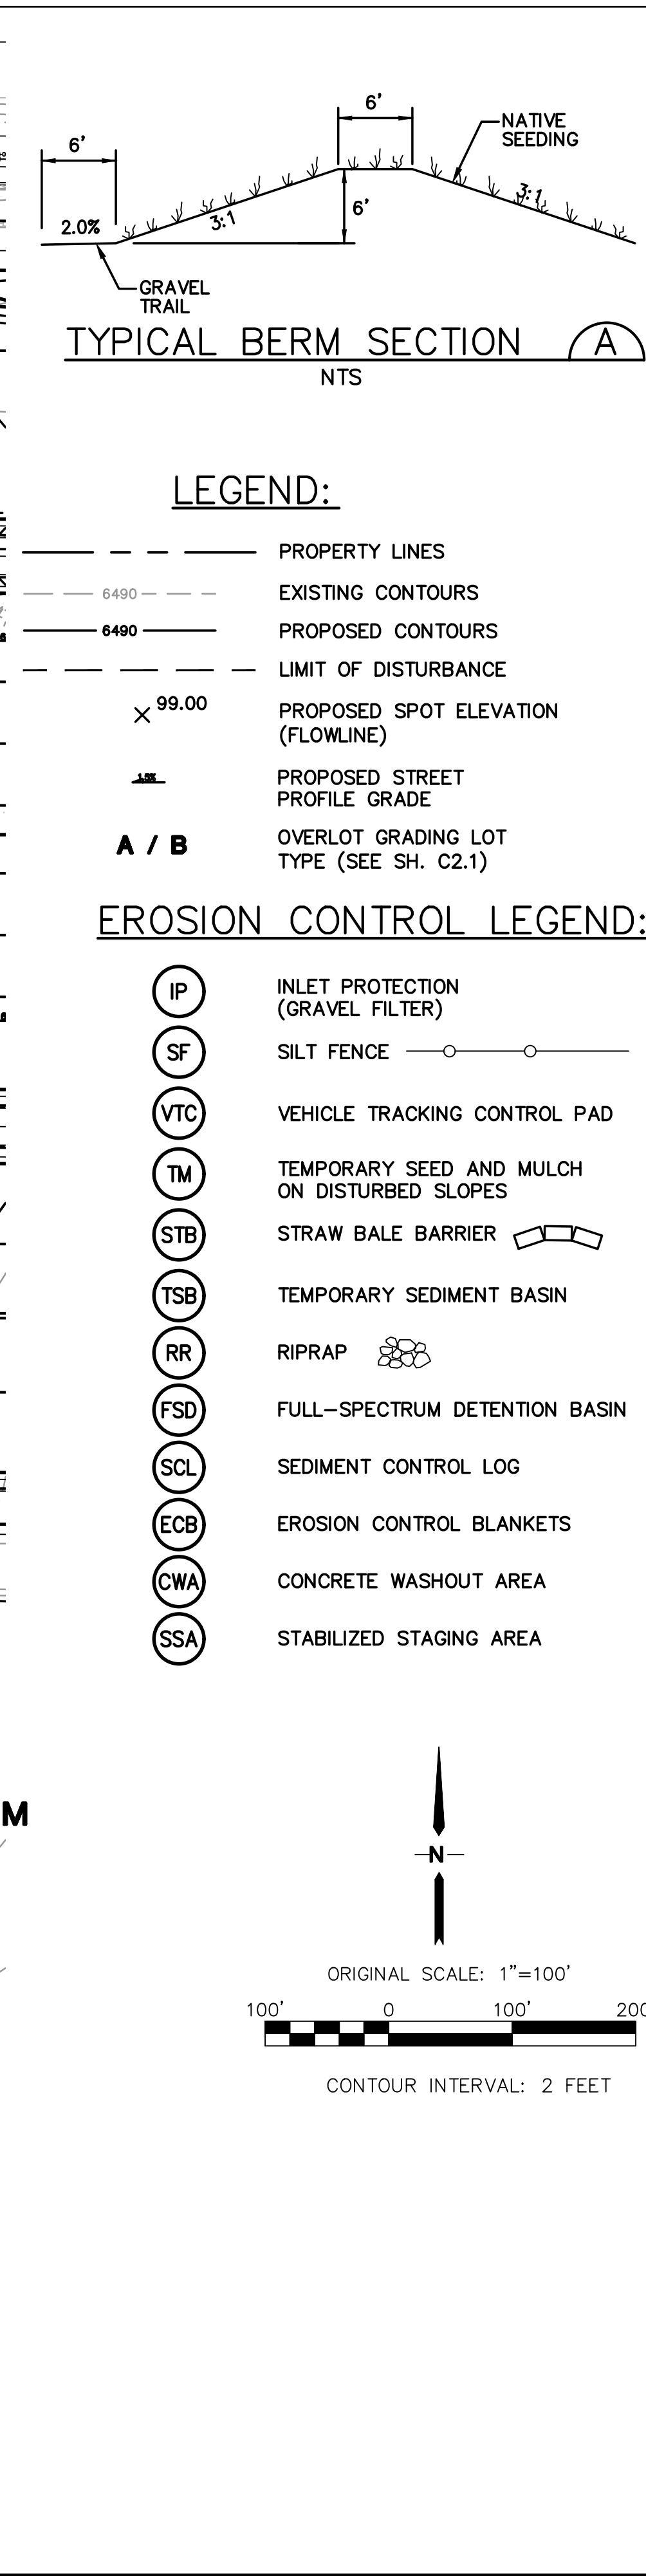 6'
6'
NATIVE
SEEDING
2.0%
3:1
6'
3:1
GRAVEL
TRAIL
TYPICAL BERM SECTION
A
NTS
LEGEND:
PROPERTY LINES
6490 EXISTING CONTOURS
6490 PROPOSED CONTOURS
LIMIT OF DISTURBANCE
99.00
PROPOSED SPOT ELEVATION
(FLOWLINE)
1.5%
PROPOSED STREET
PROFILE GRADE
A / B
OVERLOT GRADING LOT
TYPE (SEE SH. C2.1)
EROSION CONTROL LEGEND:
IP
INLET PROTECTION
(GRAVEL FILTER)
SF SILT FENCE
VTC VEHICLE TRACKING CONTROL PAD
TM
TEMPORARY SEED AND MULCH
ON DISTURBED SLOPES
STB STRAW BALE BARRIER
TSB TEMPORARY SEDIMENT BASIN
RR RIPRAP
FSD FULL-SPECTRUM DETENTION BASIN
SCL SEDIMENT CONTROL LOG
ECB EROSION CONTROL BLANKETS
CWA CONCRETE WASHOUT AREA
SSA STABILIZED STAGING AREA
M
N
ORIGINAL SCALE: 1"=100'
100' 0 100' 200
CONTOUR INTERVAL: 2 FEET